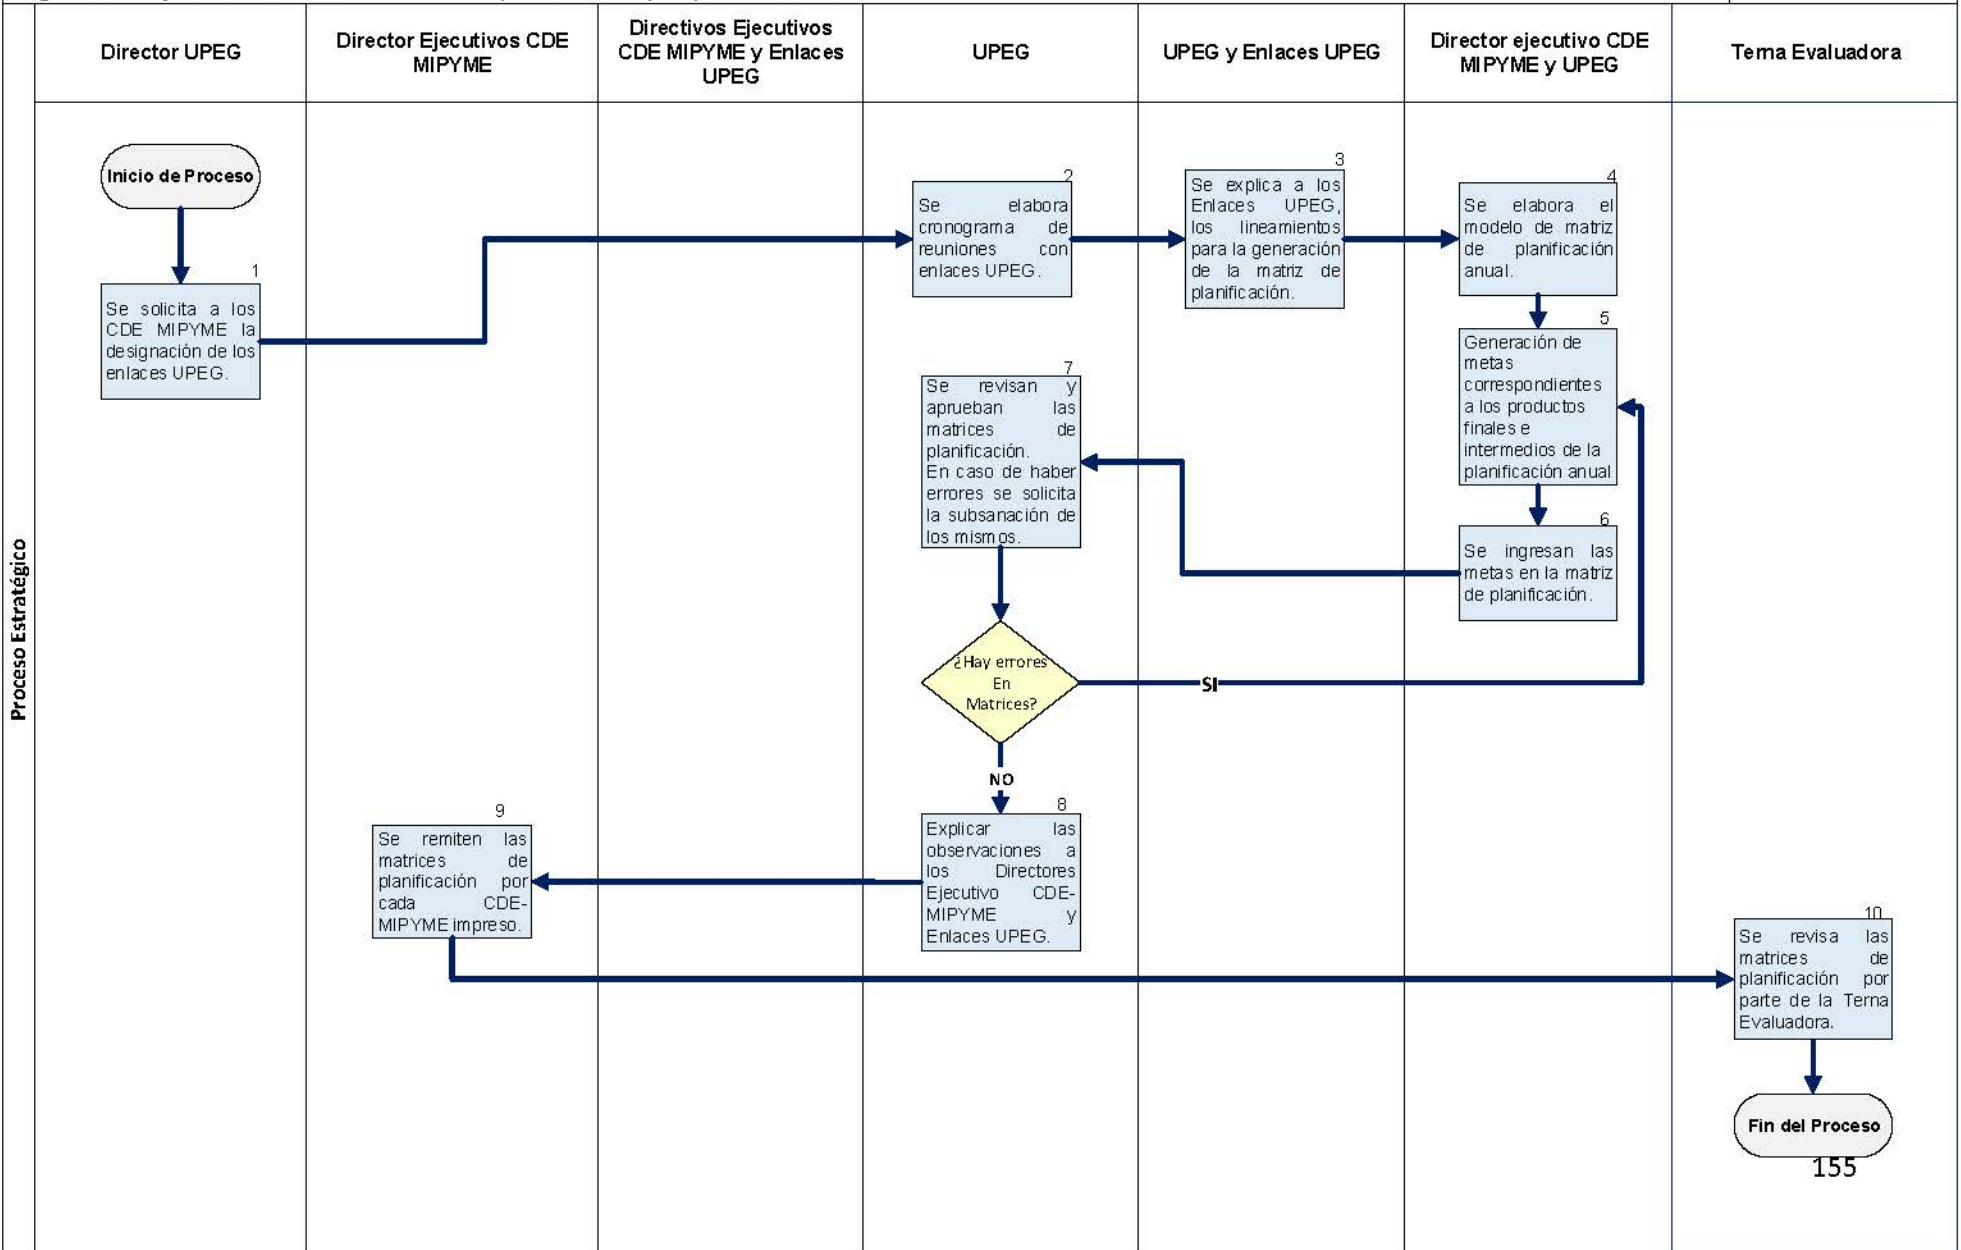 Director UPEG
Director Ejecutivos CDE
MIPYME
Directivos Ejecutivos
CDE MIPYME y Enlaces
UPEG
UPEG
UPEG y Enlaces UPEG
Director ejecutivo CDE
MIPYME y UPEG
Terna Evaluadora
Proceso Estratégico
Inicio de Proceso
1
Se solicita a los
CDE MIPYME la
designación de los
enlaces UPEG.
2
Se elabora
cronograma de
reuniones con
enlaces UPEG.
3
Se explica a los
Enlaces UPEG,
los lineamientos
para la generación
de la matriz de
planificación.
4
Se elabora el
modelo de matriz
de planificación
anual.
5
Generación de
metas
correspondientes
a los productos
finales e
intermedios de la
planificación anual
6
Se ingresan las
metas en la matriz
de planificación.
7
Se revisan y
aprueban las
matrices de
planificación.
En caso de haber
errores se solicita
la subsanación de
los mismos.
¿Hay errores
En
Matrices?
SI
NO
8
Explicar las
observaciones a
los Directores
Ejecutivo CDE-
MIPYME y
Enlaces UPEG.
9
Se remiten las
matrices de
planificación por
cada CDE-
MIPYME impreso.
10
Se revisa las
matrices de
planificación por
parte de la Terna
Evaluadora.
Fin del Proceso
155